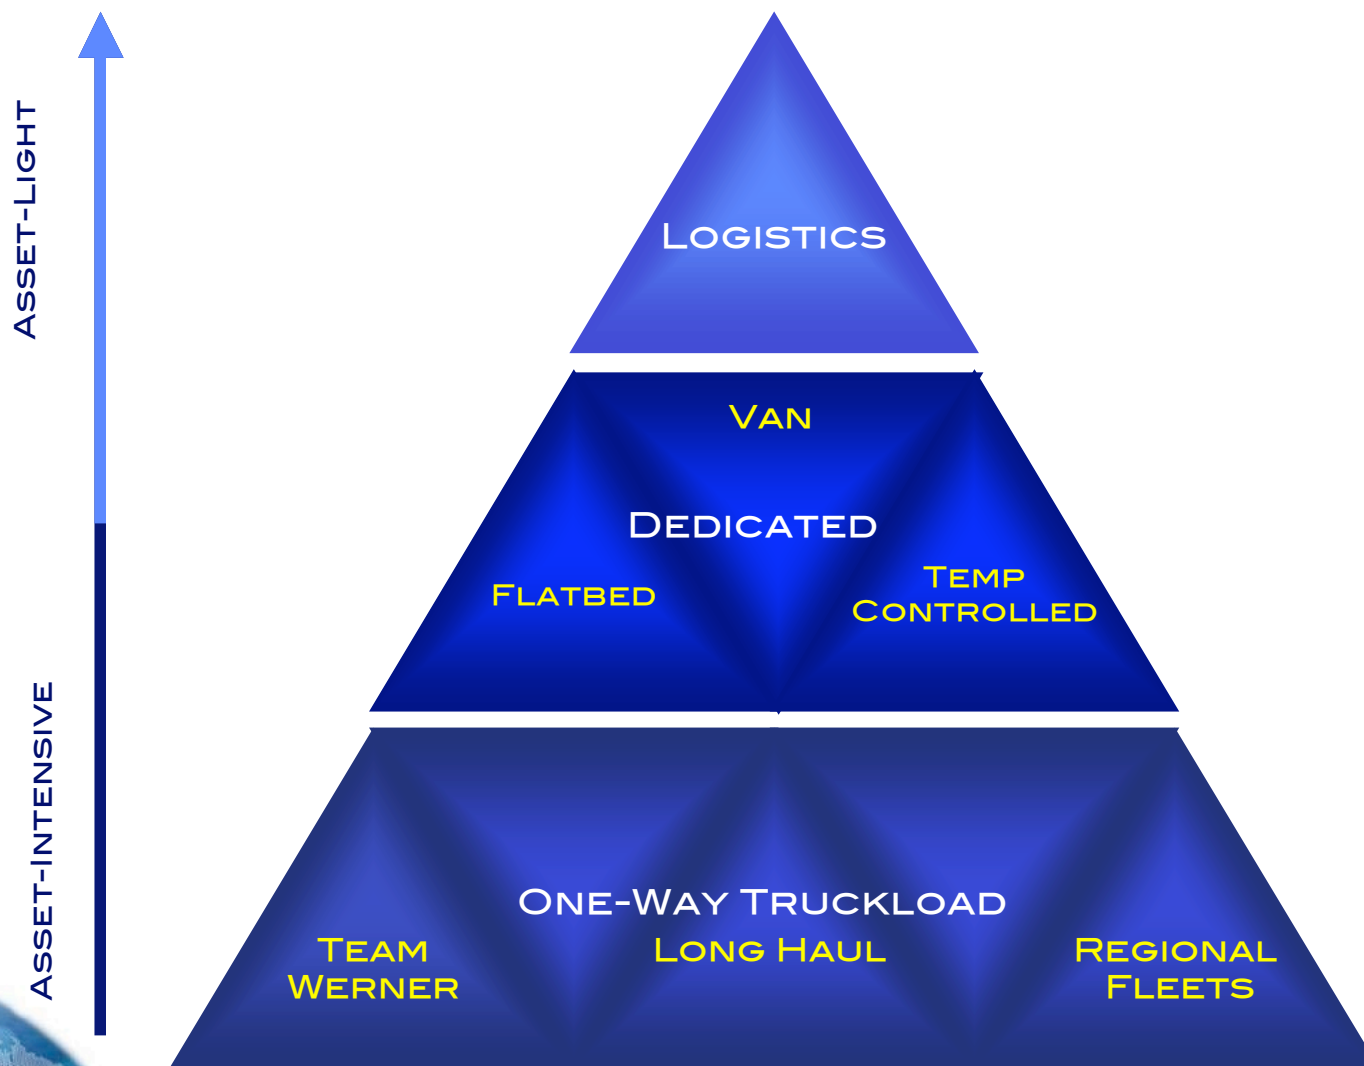 Asset-Light
Logistics
Van
Dedicated
Flatbed
Temp
Controlled
Asset-Intensive
One-Way Truckload
Team
Werner
Long Haul
Regional
Fleets